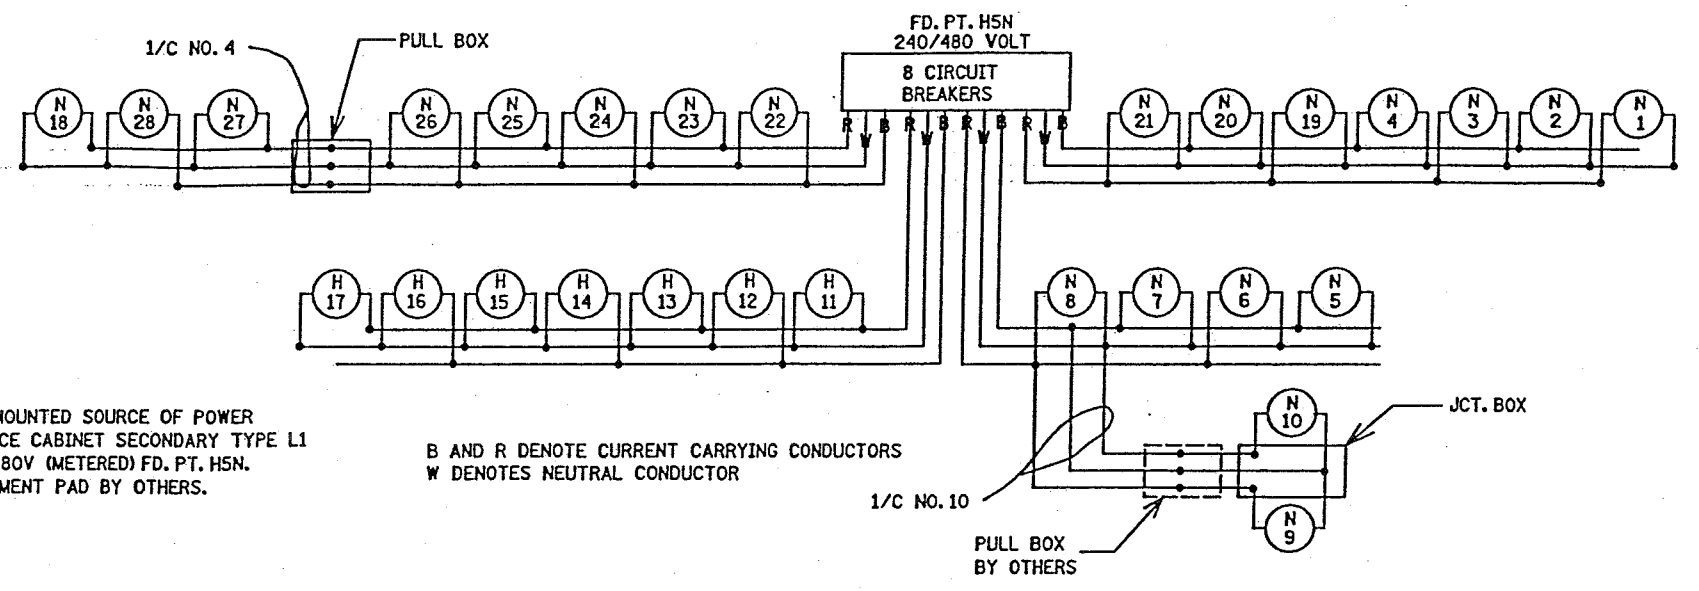 FD. PT. H5N
240/480 VOLT
1/C NO. 4
PULL BOX
8 CIRCUIT
BREAKERS
N
18
N
28
N
27
N
26
N
25
N
24
N
23
N
22
R
W
B
R
W
B
R
W
B
R
W
B
N
21
N
20
N
19
N
4
N
3
N
2
N
1
H
17
H
16
H
15
H
14
H
13
H
12
H
11
N
8
N
7
N
6
N
5
N
10
JCT. BOX
MOUNTED SOURCE OF POWER
CE CABINET SECONDARY TYPE L1
80V (METERED) FD. PT. H5N.
MENT PAD BY OTHERS.
B AND R DENOTE CURRENT CARRYING CONDUCTORS
W DENOTES NEUTRAL CONDUCTOR
1/C NO. 10
N
9
PULL BOX
BY OTHERS